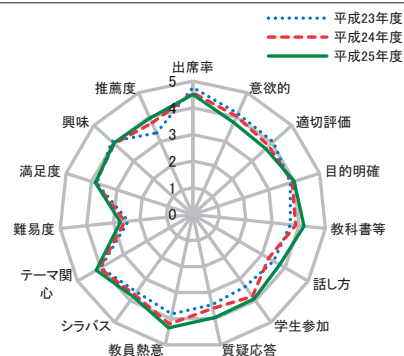 平成23年度
平成24年度
平成25年度
出席率
意欲的
適切評価
目的明確
教科書等
話し方
学生参加
質疑応答
教員熱意
シラバス
テーマ関
心
難易度
満足度
興味
推薦度
5
4
3
2
1
0